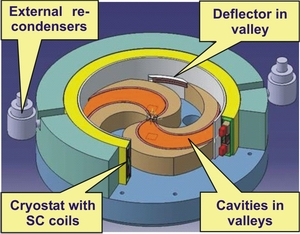 External re-
condensers
Deflector in
valley
Cryostat with
SC coils
Cavities in
valleys